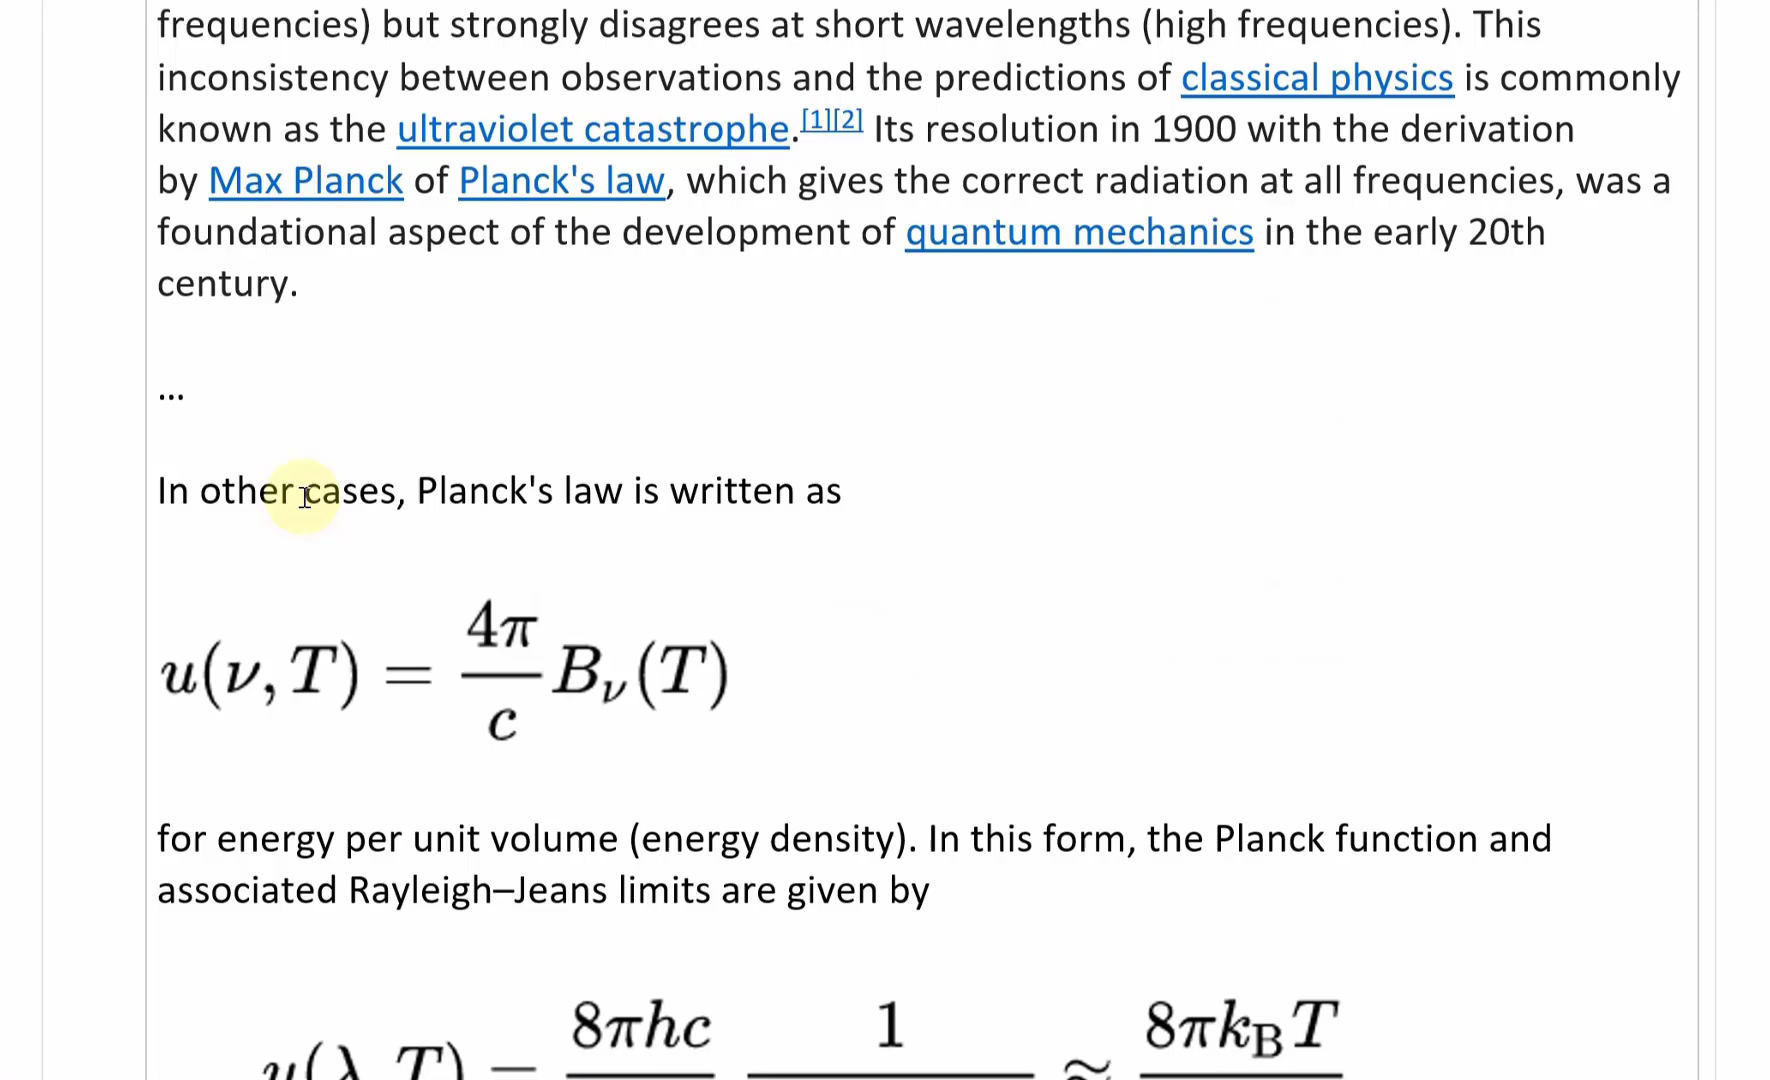 frequencies) but strongly disagrees at short wavelengths (high frequencies). This
inconsistency between observations and the predictions of classical physics is commonly
known as the ultraviolet catastrophe.[1][2] Its resolution in 1900 with the derivation
by Max Planck of Planck's law, which gives the correct radiation at all frequencies, was a
foundational aspect of the development of quantum mechanics in the early 20th
century.
...
In other cases, Planck's law is written as
u(ν, T) = 4π/c Bν(T)
for energy per unit volume (energy density). In this form, the Planck function and
associated Rayleigh–Jeans limits are given by
u(λ T) = 8πhc 1 ≈ 8πkBT